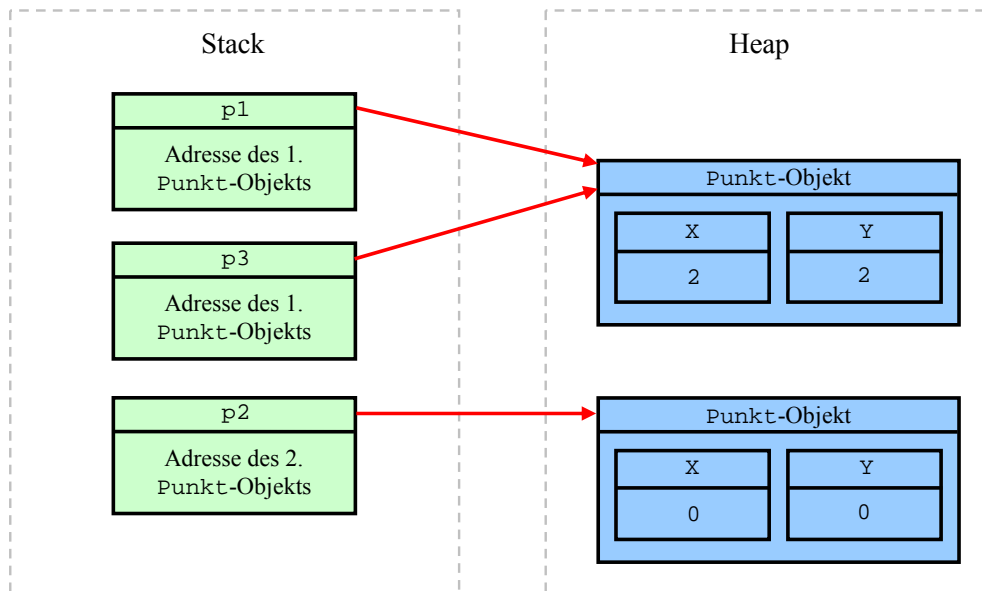 Stack
p1
Adresse des 1.
Punkt-Objekts
p3
Adresse des 1.
Punkt-Objekts
p2
Adresse des 2.
Punkt-Objekts
Heap
Punkt-Objekt
X Y
2 2
Punkt-Objekt
X Y
0 0